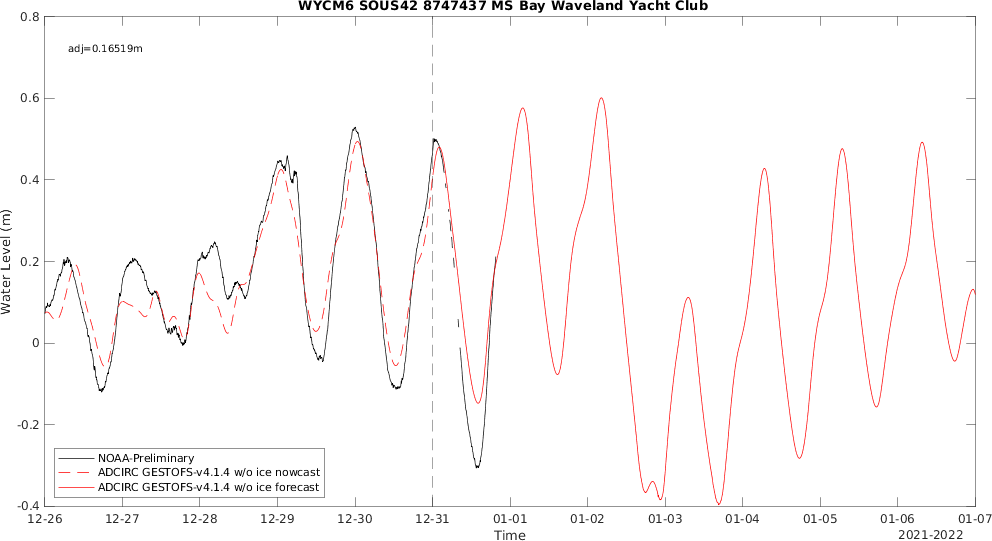 WYCM6 SOUS42 8747437 MS Bay Waveland Yacht Club
adj=0.16519m
0.8
0.6
0.4
0.2
0
-0.2
-0.4
Water Level (m)
NOAA-Preliminary
ADCIRC GESTOFS-v4.1.4 w/o ice nowcast
ADCIRC GESTOFS-v4.1.4 w/o ice forecast
12-26 12-27 12-28 12-29 12-30 12-31 01-01 01-02 01-03 01-04 01-05 01-06 01-07
Time
2021-2022